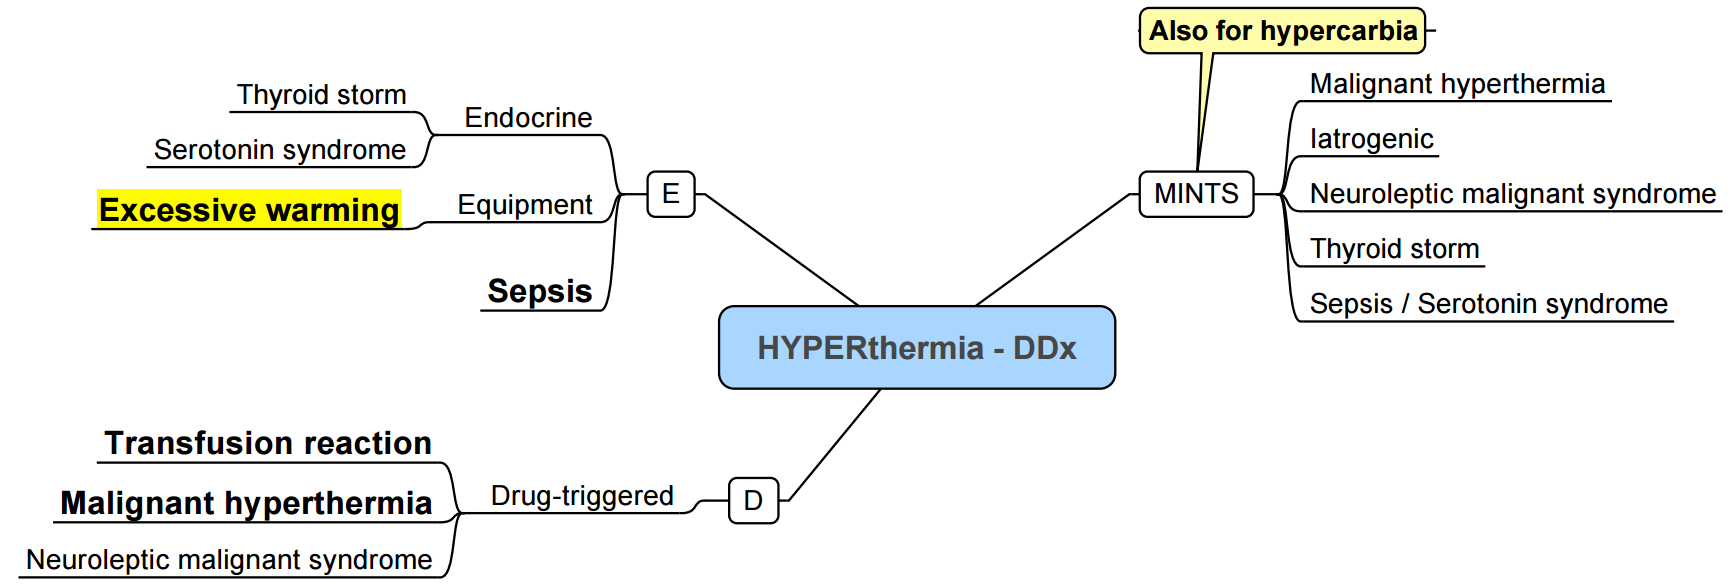 Also for hypercarbia
Thyroid storm
Endocrine
Serotonin syndrome
Excessive warming
Equipment
Sepsis
E
MINTS
Malignant hyperthermia
Iatrogenic
Neuroleptic malignant syndrome
Thyroid storm
Sepsis / Serotonin syndrome
HYPERthermia - DDx
Transfusion reaction
Malignant hyperthermia
Neuroleptic malignant syndrome
Drug-triggered
D